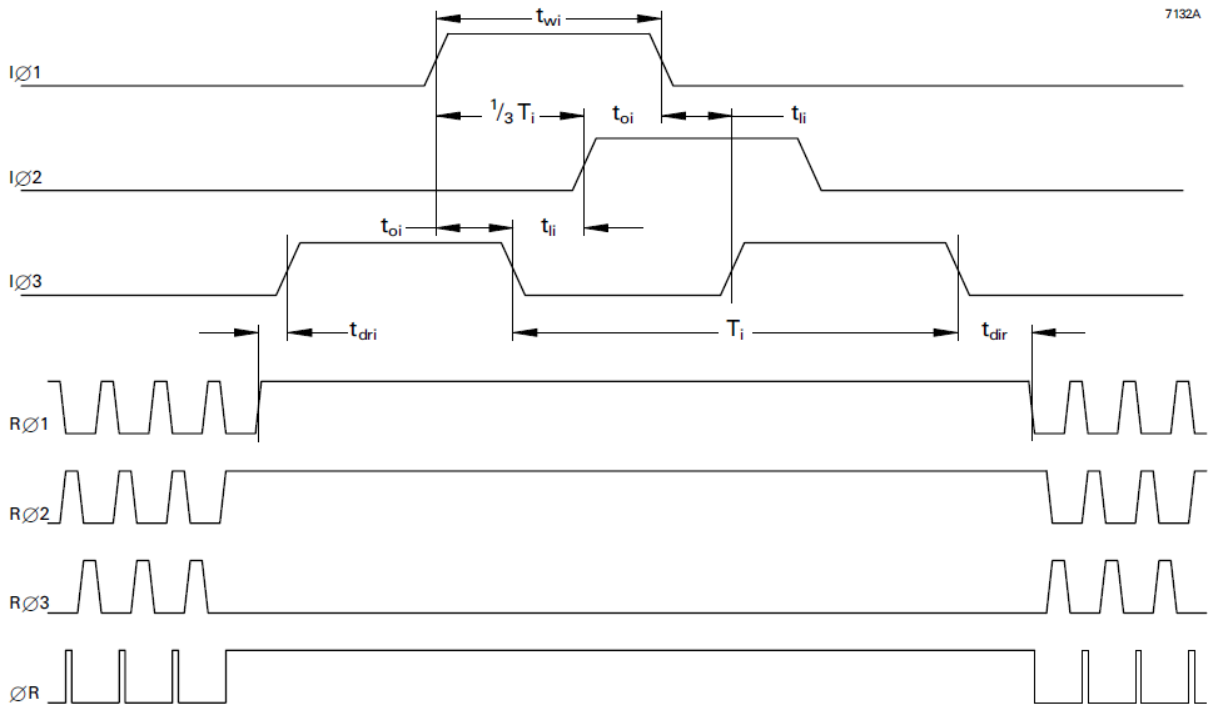 7132A
t_wi
IØ1
1/3 T_i t_oi t_li
IØ2
t_oi t_li
IØ3
t_dri T_i t_dir
RØ1
RØ2
RØ3
ØR